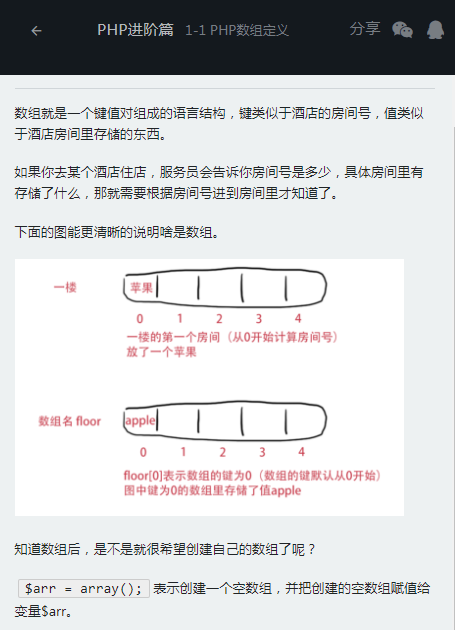 PHP进阶篇 1-1 PHP数组定义 分享
数组就是一个键值对组成的语言结构，键类似于酒店的房间号，值类似
于酒店房间里存储的东西。
如果你去某个酒店住店，服务员会告诉你房间号是多少，具体房间里有
存储了什么，那就需要根据房间号进到房间里才知道了。
下面的图能更清晰的说明啥是数组。
一楼 苹果
0 1 2 3 4
一楼的第一个房间（从0开始计算房间号）
放了一个苹果
数组名 floor apple
0 1 2 3 4
floor[0]表示数组的键为0（数组的键默认从0开始）
图中键为0的数组里存储了值apple
知道数组后，是不是就很希望创建自己的数组了呢？
$arr = array(); 表示创建一个空数组，并把创建的空数组赋值给
变量$arr。